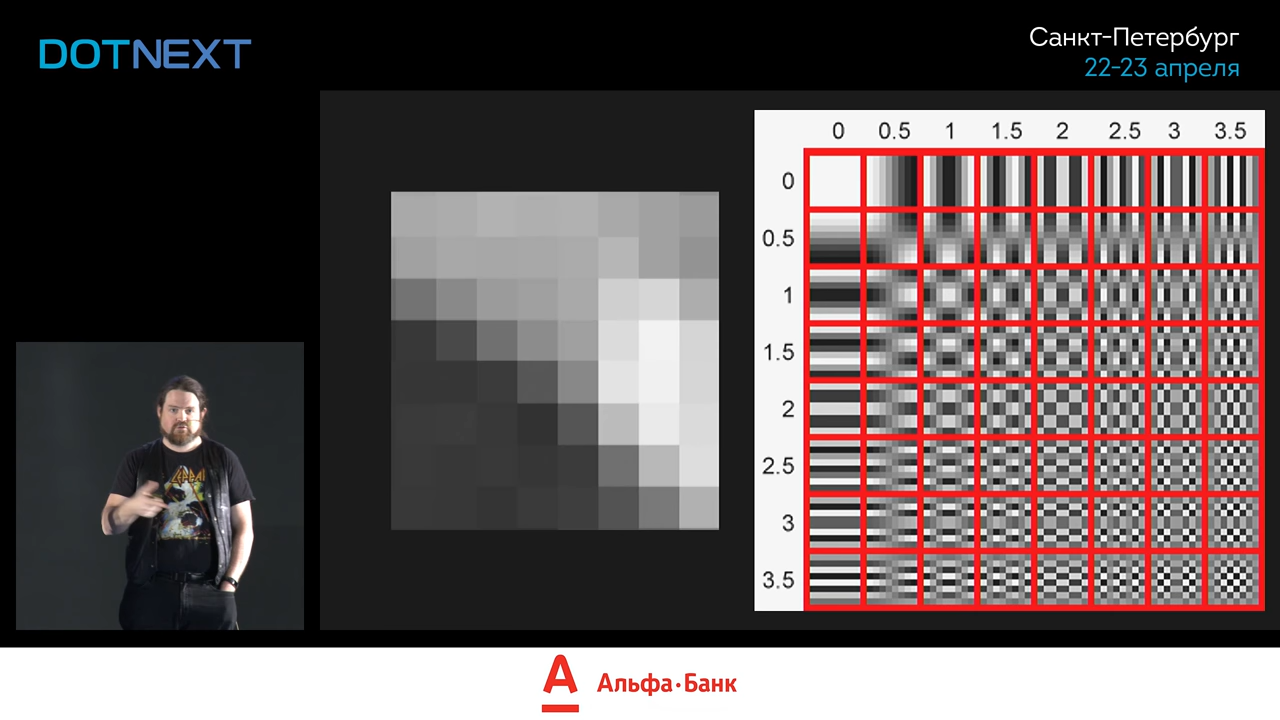 DOTNEXT
Санкт-Петербург
22-23 апреля
0 0.5 1 1.5 2 2.5 3 3.5
0
0.5
1
1.5
2
2.5
3
3.5
А
Альфа·Банк